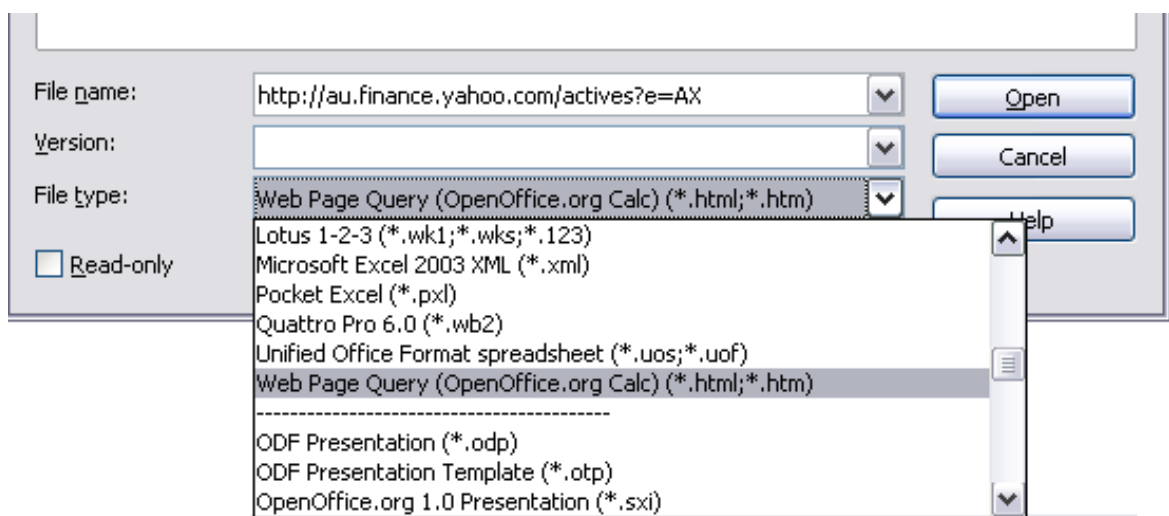 File name:
http://au.finance.yahoo.com/actives?e=AX
Open
Version:
Cancel
File type:
Web Page Query (OpenOffice.org Calc) (*.html;*.htm)
Help
Read-only
Lotus 1-2-3 (*.wk1;*.wks;*.123)
Microsoft Excel 2003 XML (*.xml)
Pocket Excel (*.pxl)
Quattro Pro 6.0 (*.wb2)
Unified Office Format spreadsheet (*.uos;*.uof)
Web Page Query (OpenOffice.org Calc) (*.html;*.htm)
------------------------------------------
ODF Presentation (*.odp)
ODF Presentation Template (*.otp)
OpenOffice.org 1.0 Presentation (*.sxi)